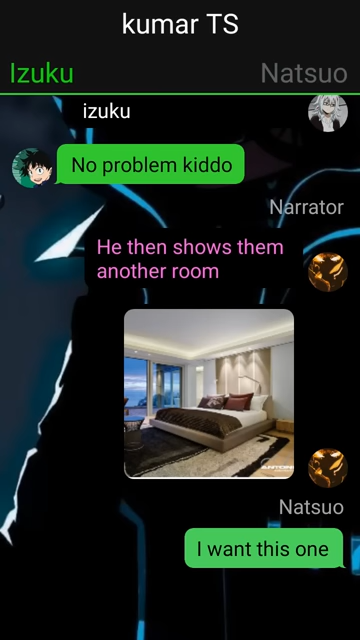 kumar TS
Izuku
Natsuo
izuku
No problem kiddo
Narrator
He then shows them
another room
Natsuo
I want this one